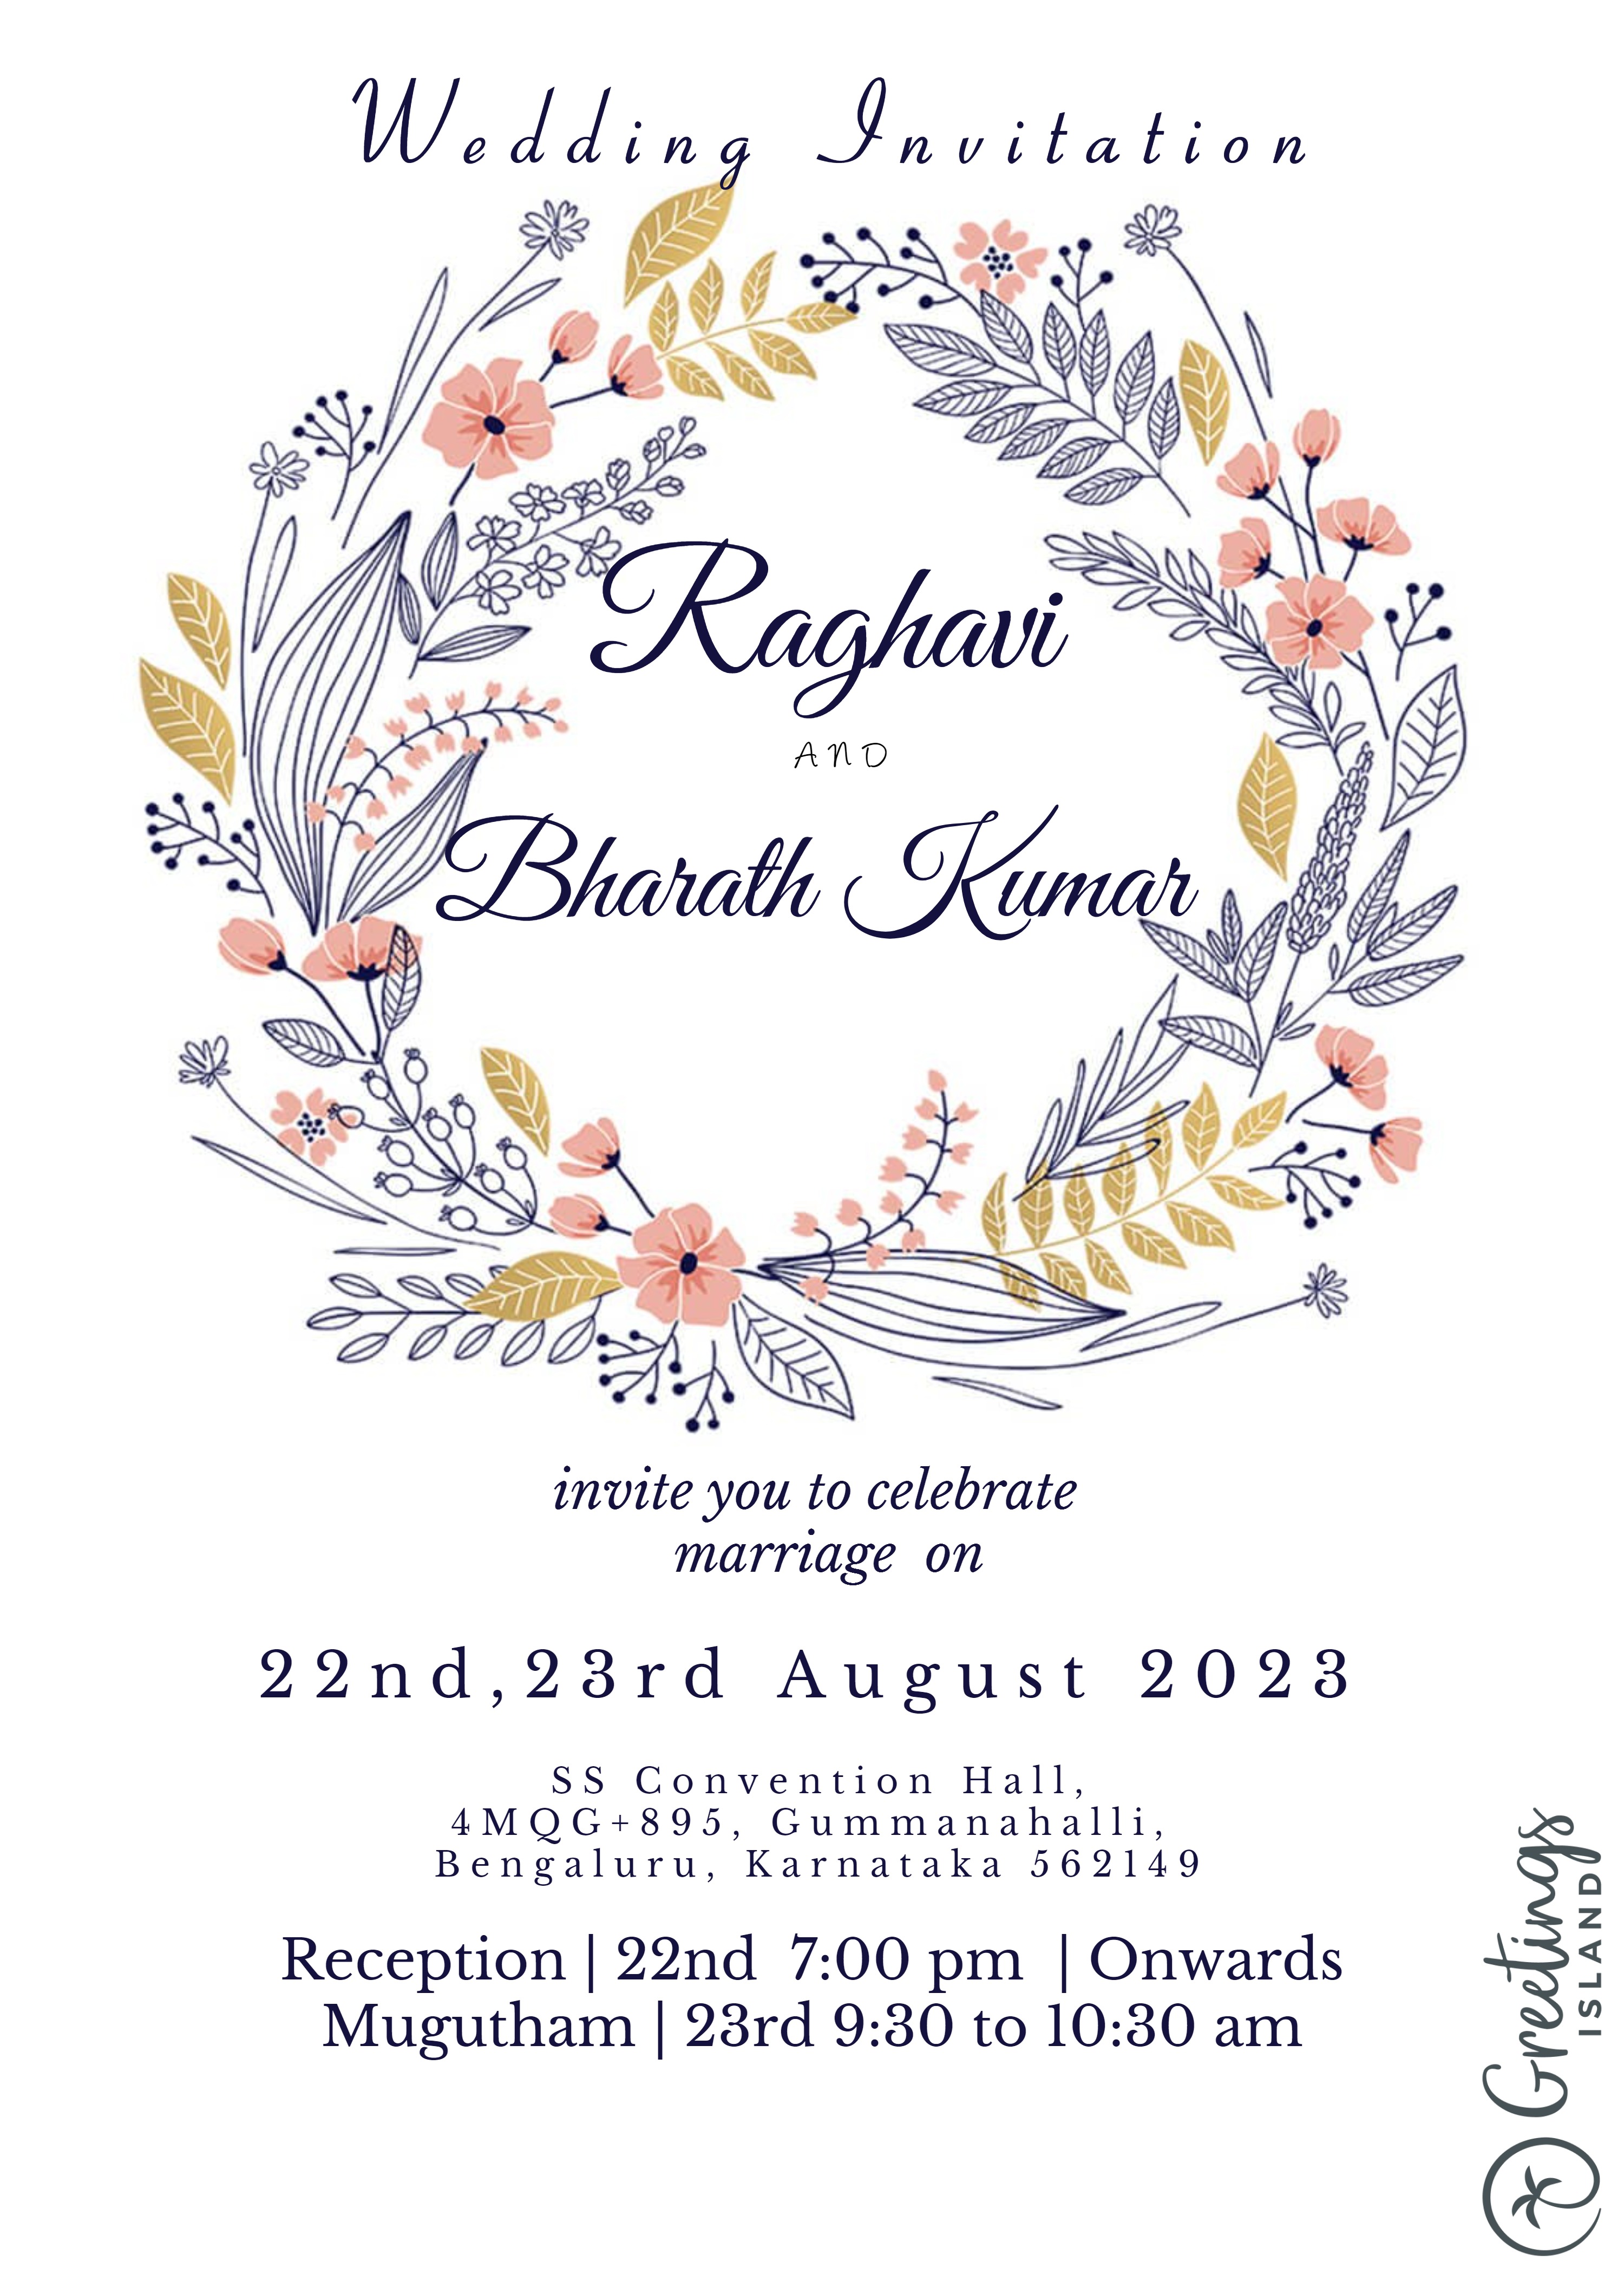 Wedding Invitation
Raghavi
AND
Bharath Kumar
invite you to celebrate
marriage on
22nd,23rd August 2023
SS Convention Hall,
4MQG+895, Gummanahalli,
Bengaluru, Karnataka 562149
Reception | 22nd 7:00 pm | Onwards
Mugutham | 23rd 9:30 to 10:30 am
Greetings
ISLAND